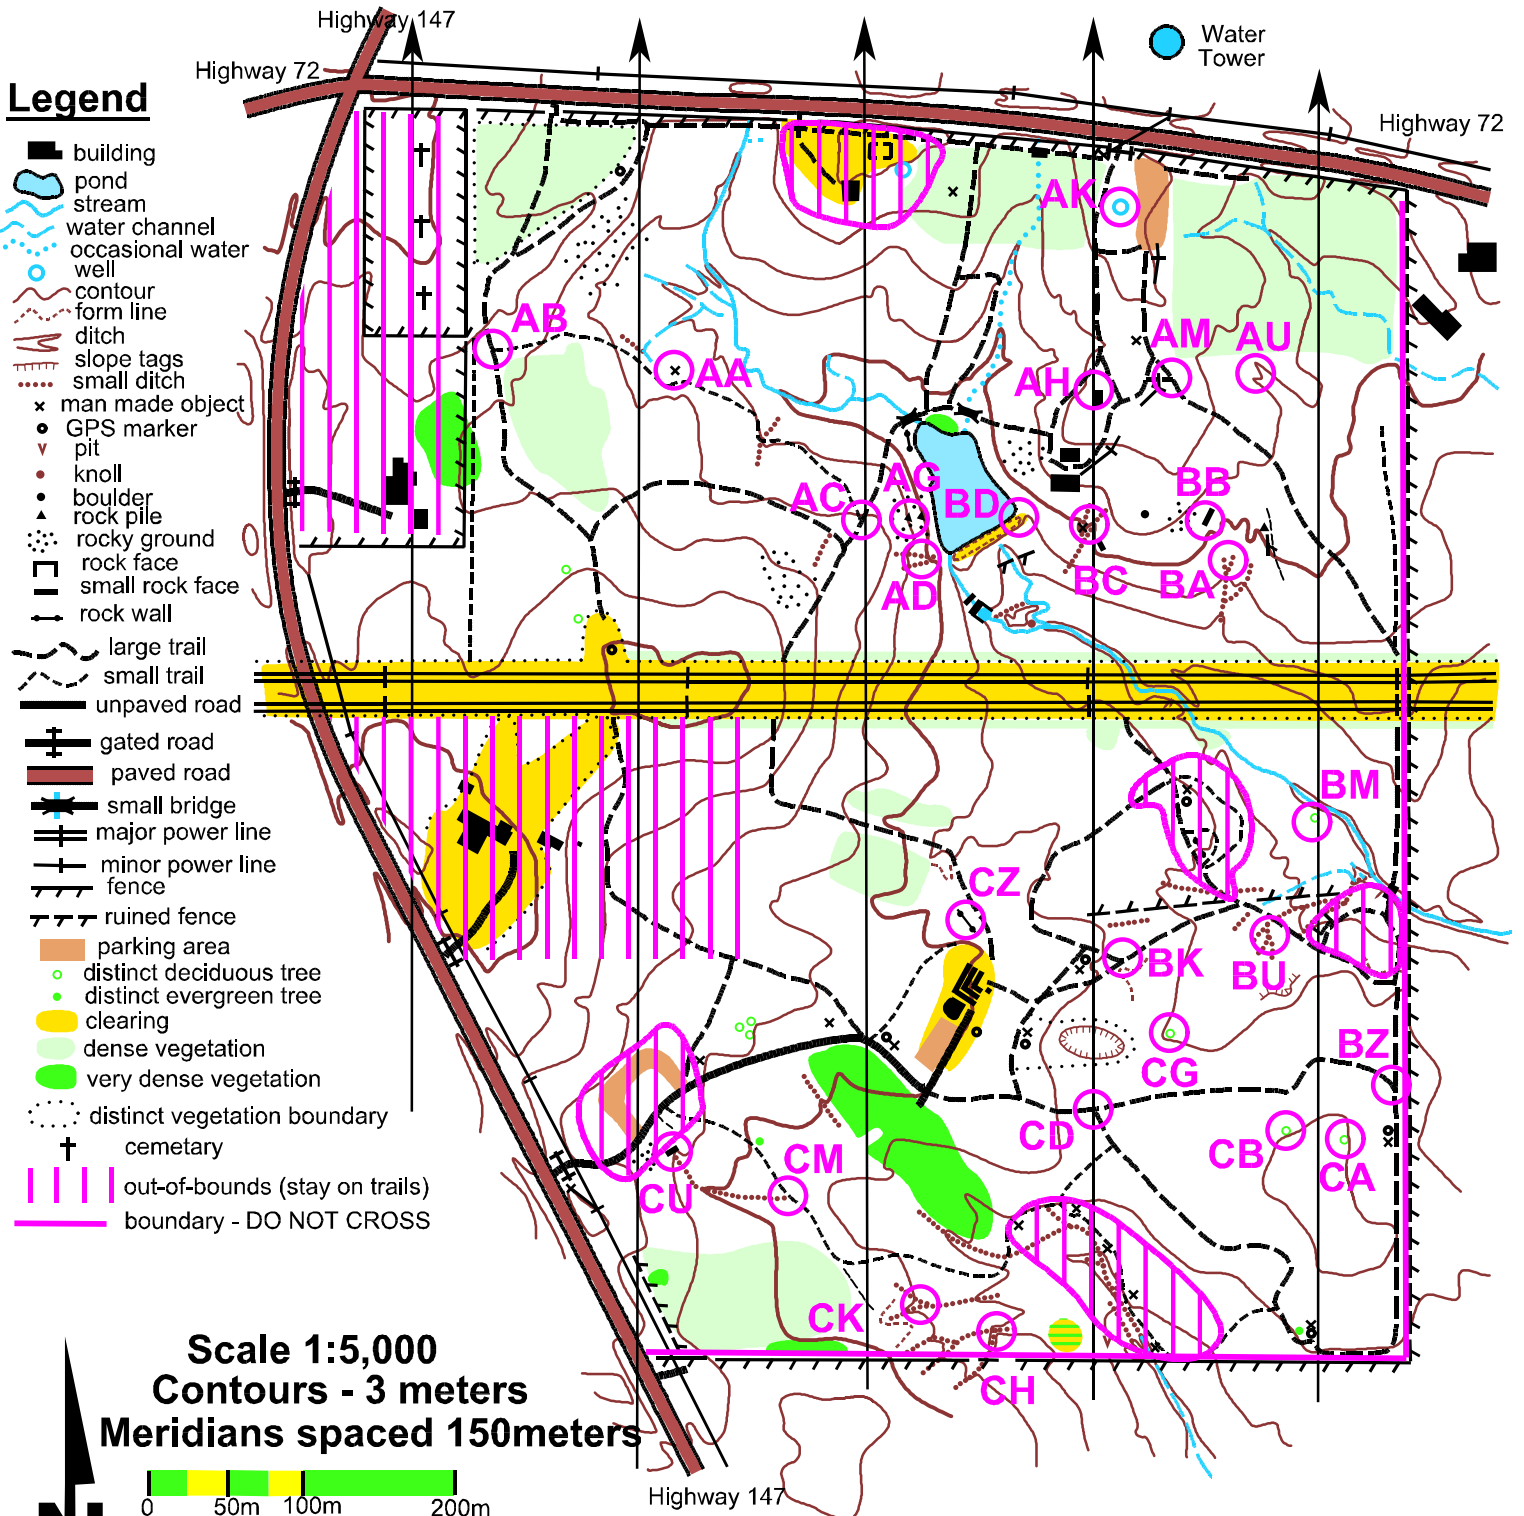 Highway 147
Highway 72
Water
Tower
Highway 72
Legend
building
pond
stream
water channel
occasional water
well
contour
form line
ditch
slope tags
small ditch
man made object
GPS marker
pit
knoll
boulder
rock pile
rocky ground
rock face
small rock face
rock wall
large trail
small trail
unpaved road
gated road
paved road
small bridge
major power line
minor power line
fence
ruined fence
parking area
distinct deciduous tree
distinct evergreen tree
clearing
dense vegetation
very dense vegetation
distinct vegetation boundary
cemetary
out-of-bounds (stay on trails)
boundary - DO NOT CROSS
AK
AB
AA
AM
AU
AH
AC
AG
BD
BB
AD
BC
BA
BM
CZ
BK
BU
CG
BZ
CD
CB
CA
CM
CU
CK
CH
Scale 1:5,000
Contours - 3 meters
Meridians spaced 150meters
0 50m 100m 200m
Highway 147